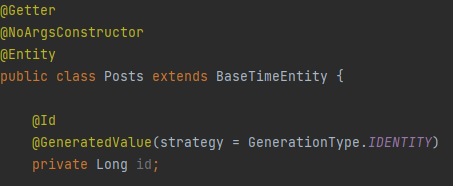 @Getter
@NoArgsConstructor
@Entity
public class Posts extends BaseTimeEntity {
@Id
@GeneratedValue(strategy = GenerationType.IDENTITY)
private Long id;